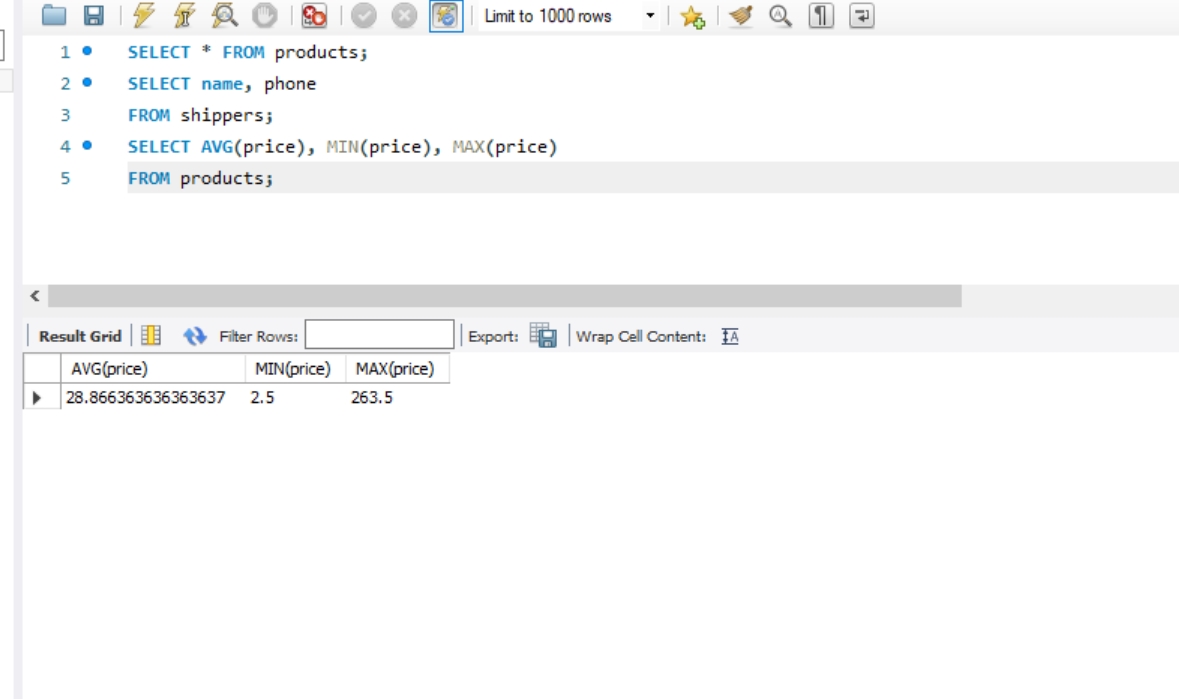 Limit to 1000 rows
1 SELECT * FROM products;
2 SELECT name, phone
3 FROM shippers;
4 SELECT AVG(price), MIN(price), MAX(price)
5 FROM products;
Result Grid Filter Rows: Export: Wrap Cell Content:
AVG(price) MIN(price) MAX(price)
28.866363636363637 2.5 263.5